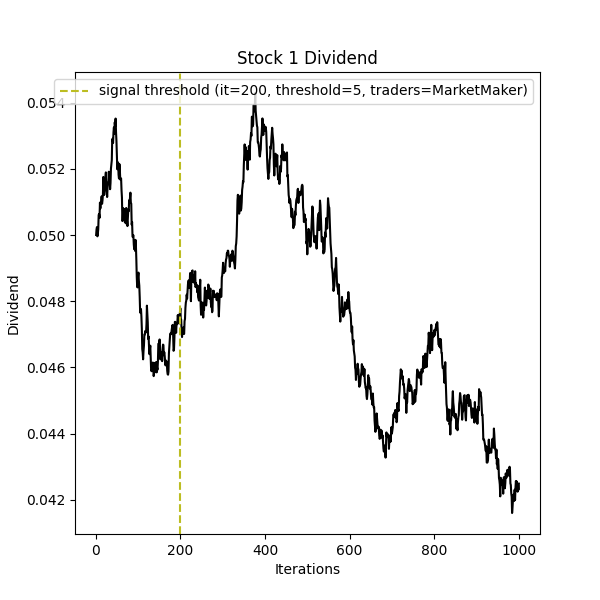 Stock 1 Dividend
signal threshold (it=200, threshold=5, traders=MarketMaker)
0.054
0.052
0.050
0.048
0.046
0.044
0.042
Dividend
0 200 400 600 800 1000
Iterations